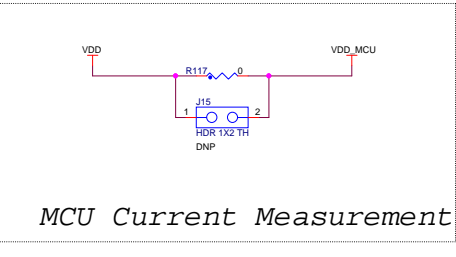 VDD VDD_MCU
R117 0
J15
1 2
HDR 1X2 TH
DNP
MCU Current Measurement